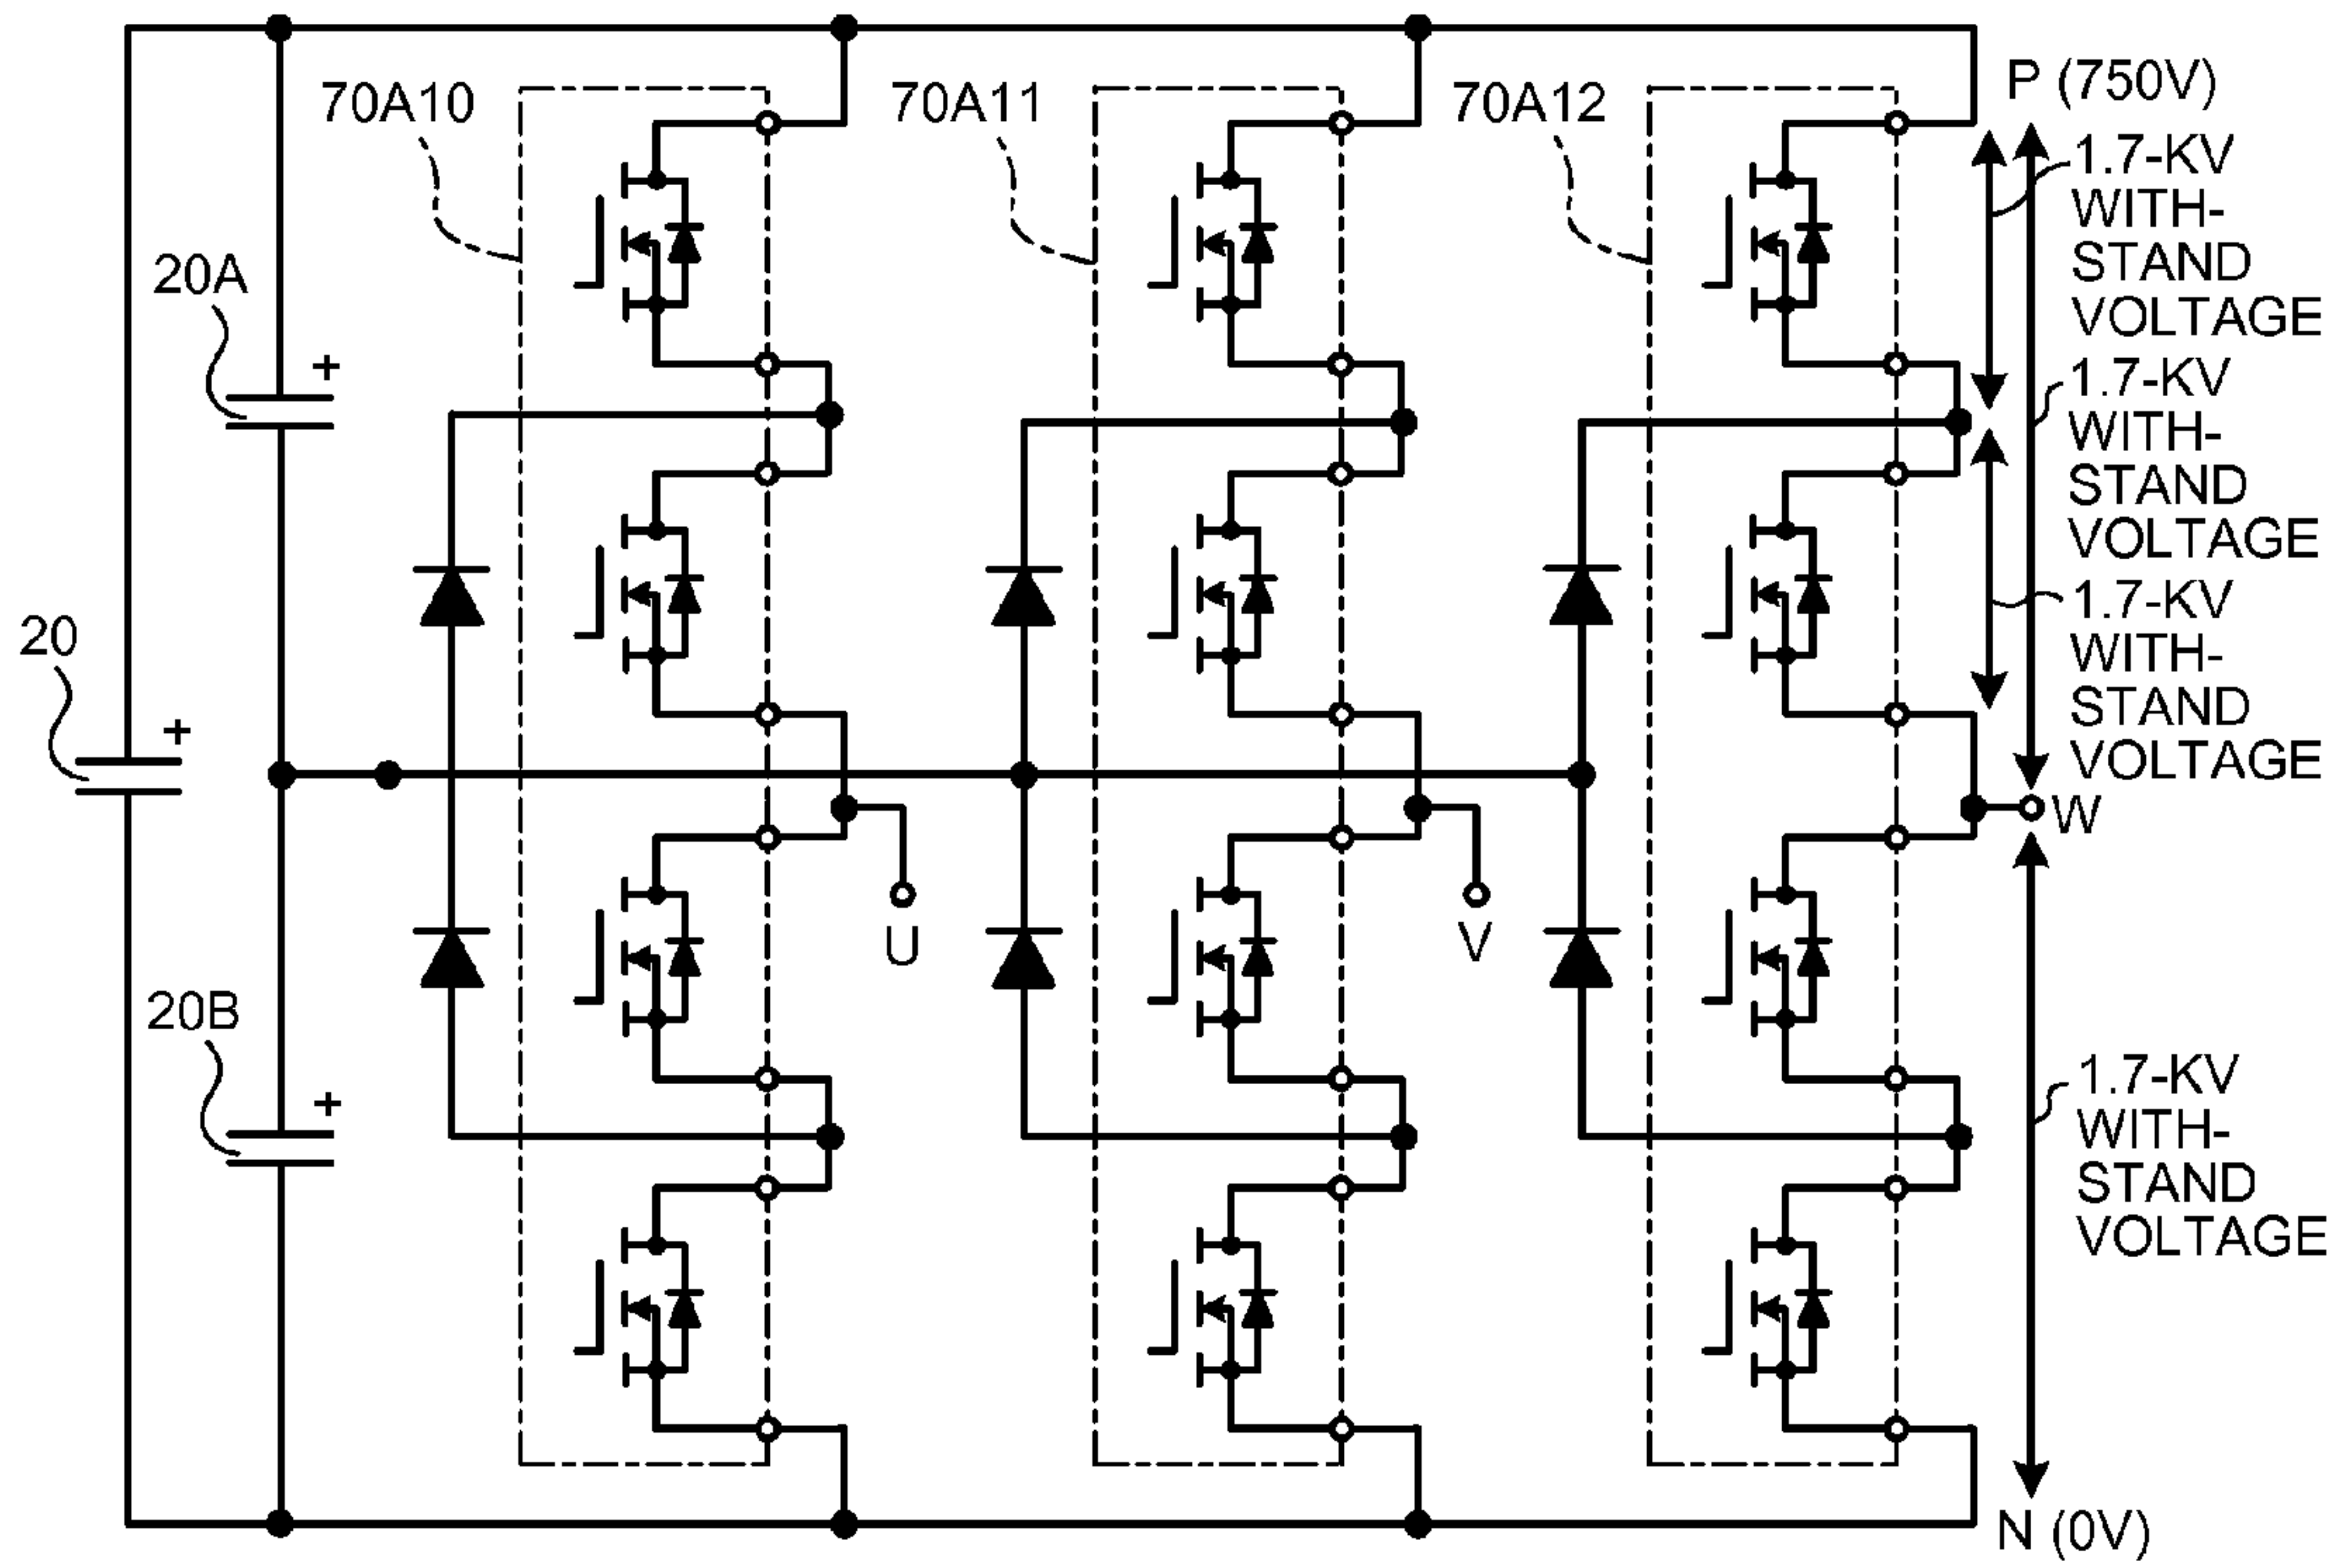 P (750V)
70A10
70A11
70A12
1.7-KV
WITH-
STAND
VOLTAGE
20A
+
1.7-KV
WITH-
STAND
VOLTAGE
1.7-KV
WITH-
STAND
VOLTAGE
20
+
W
U
V
20B
+
1.7-KV
WITH-
STAND
VOLTAGE
N (0V)